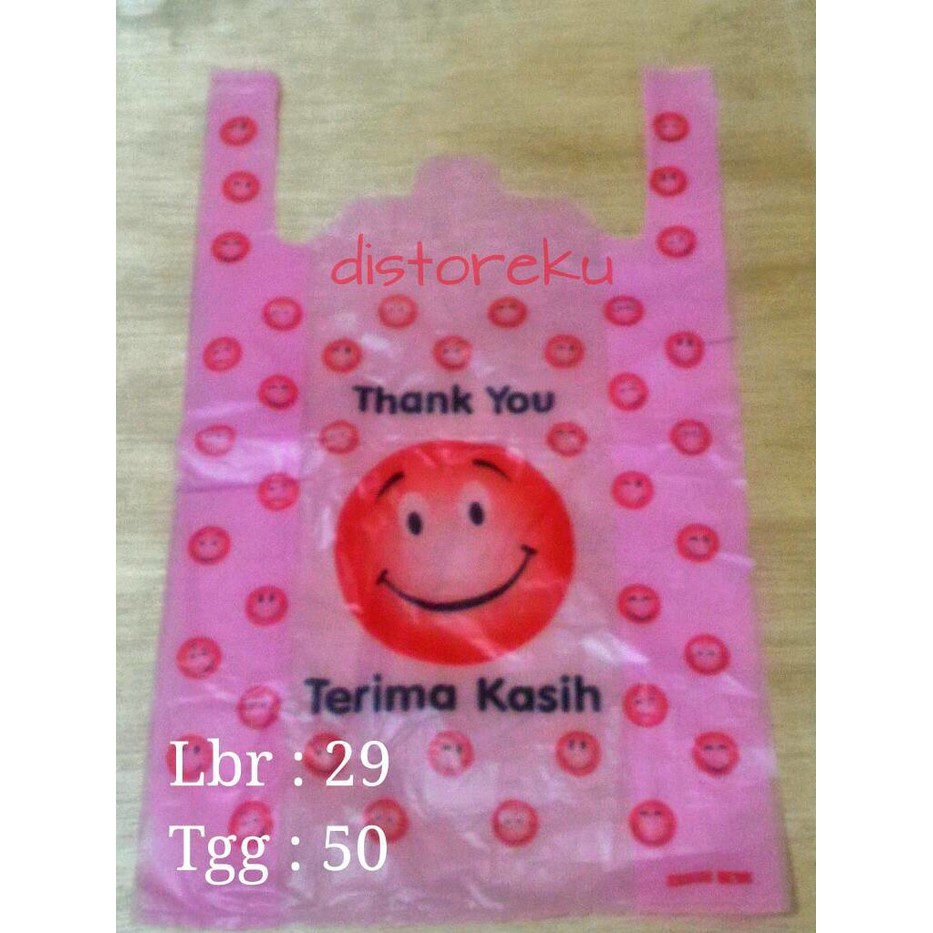 distoreku
Thank You
Terima Kasih
Lbr : 29
Tgg : 50